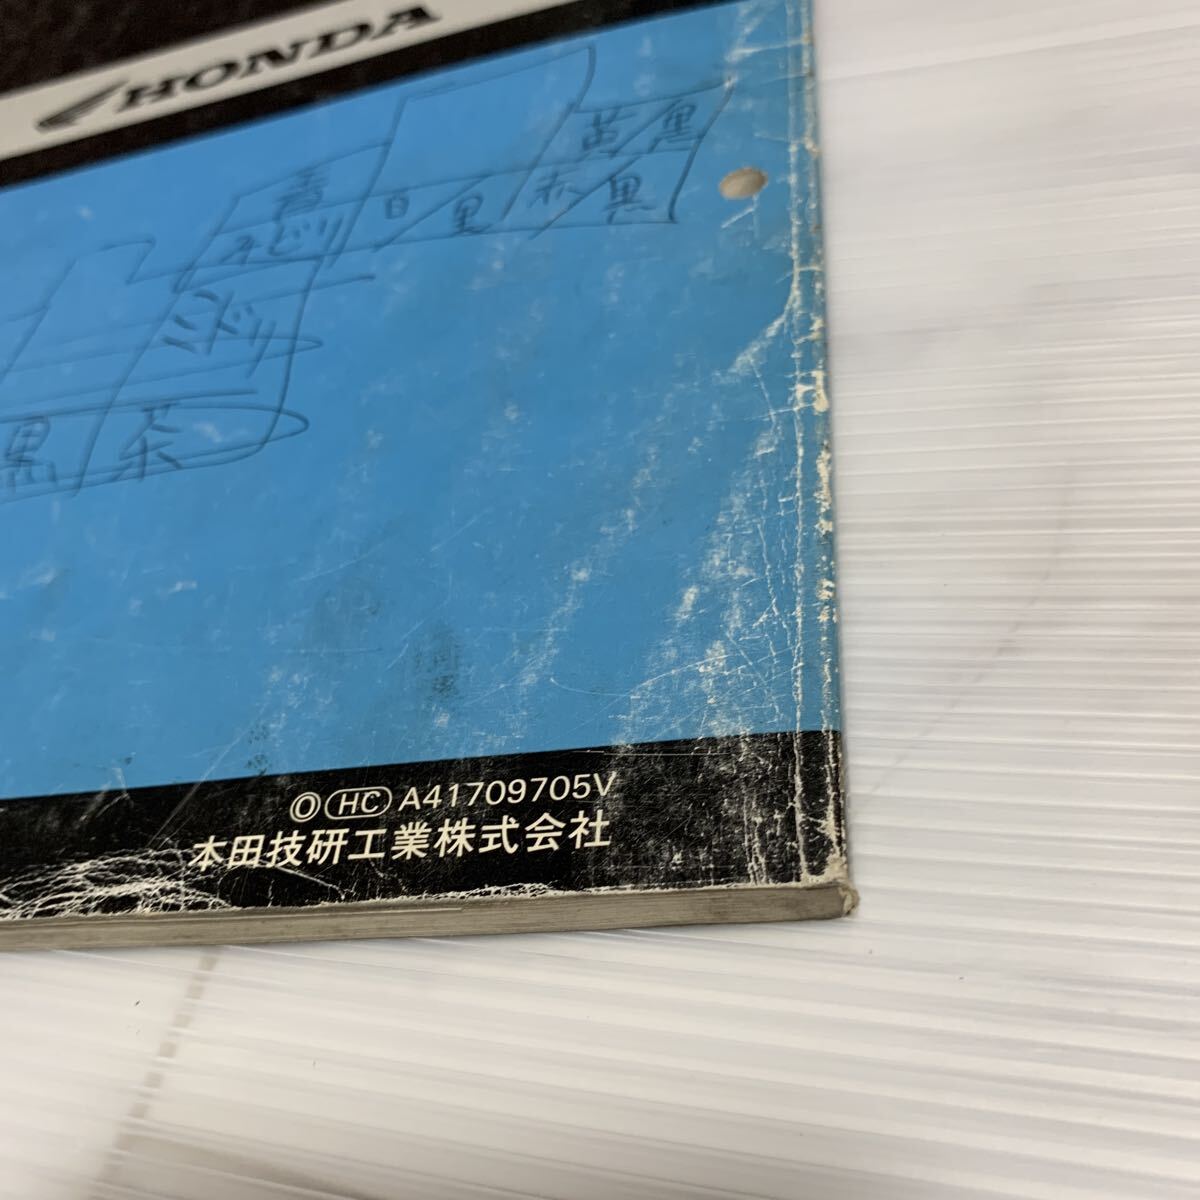 HONDA
黄/黒
青
みどり
白/黒
赤/黒
ミドリ
黒
茶
© HC A41709705V
本田技研工業株式会社